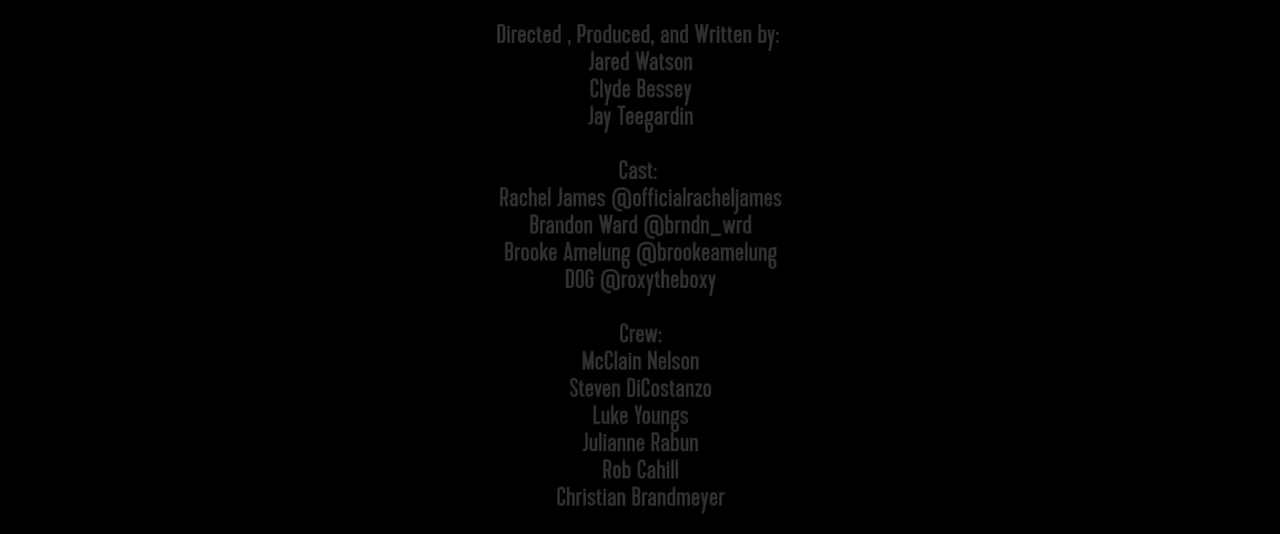 Directed , Produced, and Written by:
Jared Watson
Clyde Bessey
Jay Teegardin
Cast:
Rachel James @officialracheljames
Brandon Ward @brndn_wrd
Brooke Amelung @brookeamelung
DOG @roxytheboxy
Crew:
McClain Nelson
Steven DiCostanzo
Luke Youngs
Julianne Rabun
Rob Cahill
Christian Brandmeyer